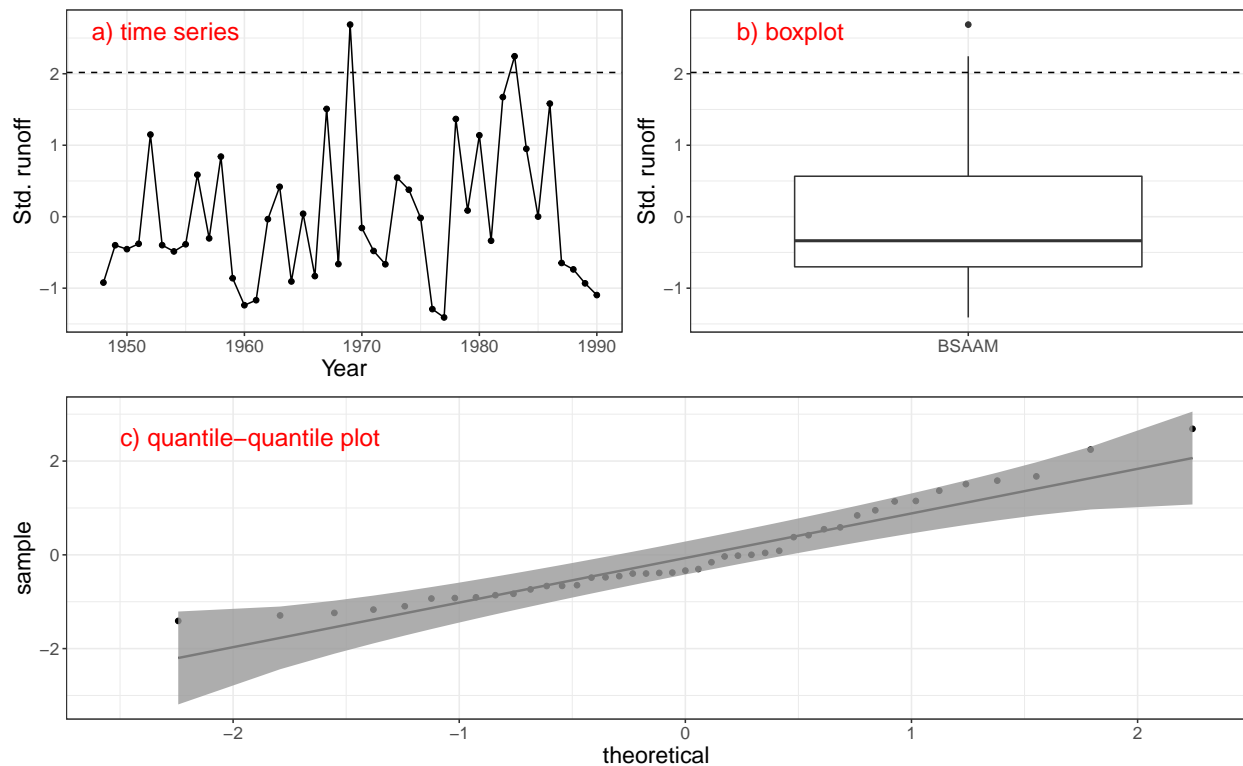 a) time series
Std. runoff
2
1
0
−1
1950 1960 1970 1980 1990
Year
b) boxplot
Std. runoff
2
1
0
−1
BSAAM
c) quantile−quantile plot
sample
2
0
−2
−2 −1 0 1 2
theoretical